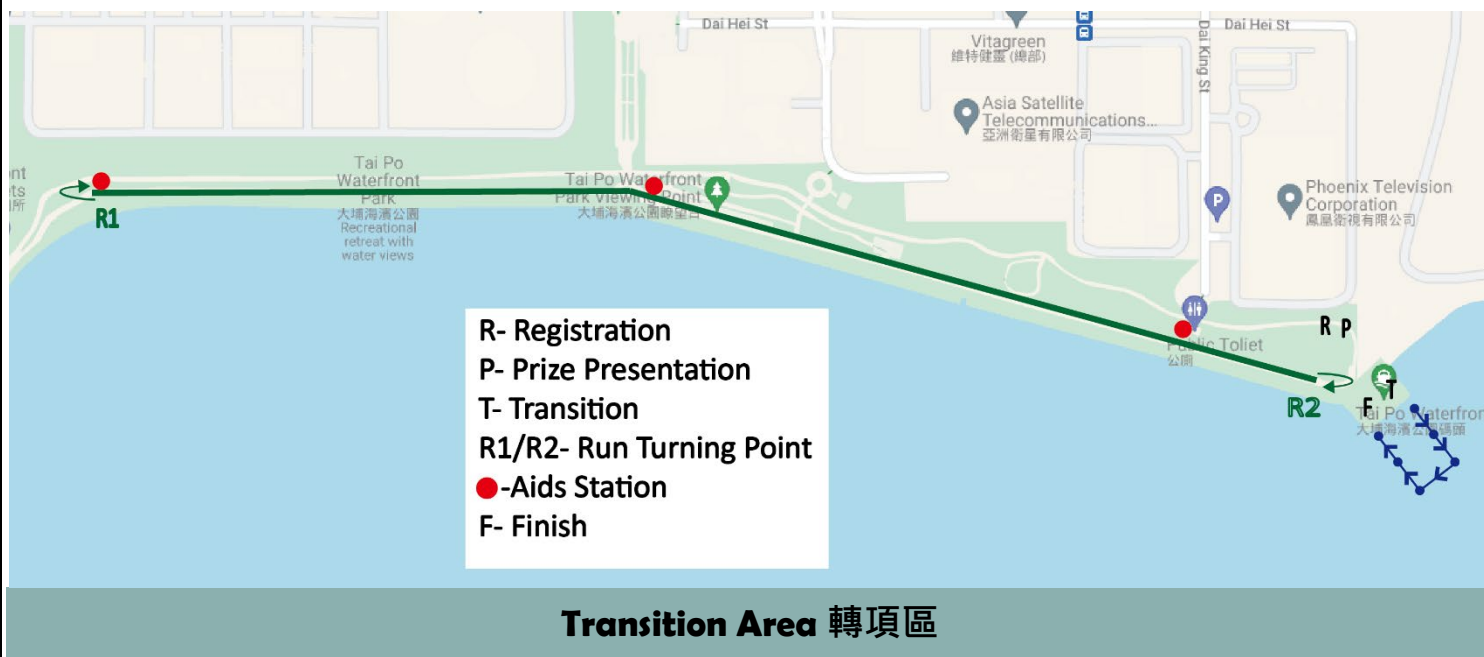 Dai Hei St
Dai Hei St
Dai King St
Vitagreen
維特健靈 (總部)
Asia Satellite
Telecommunications...
亞洲衛星有限公司
Phoenix Television
Corporation
鳳凰衛視有限公司
P
ont
ts
所
R1
Tai Po
Waterfront
Park
大埔海濱公園
Recreational
retreat with
water views
Tai Po Waterfront
Park Viewing Point
大埔海濱公園瞭望台
Public Toliet
公廁
R P
R2
T
F
Tai Po Waterfron
大埔海濱公園碼頭
R- Registration
P- Prize Presentation
T- Transition
R1/R2- Run Turning Point
-Aids Station
F- Finish
Transition Area 轉項區